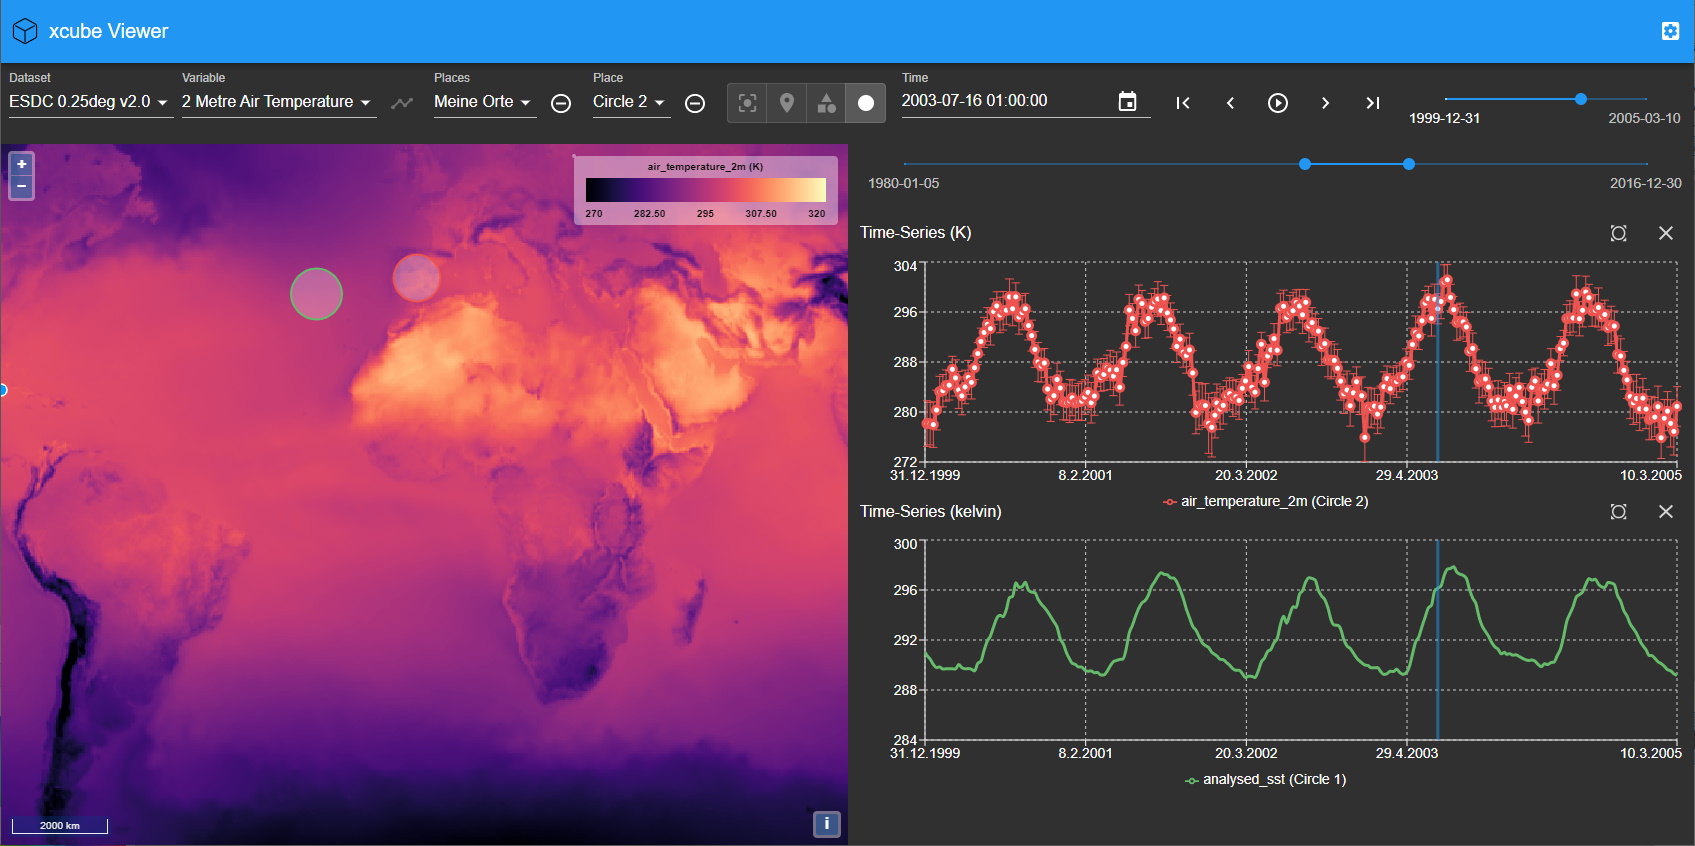 xcube Viewer
Dataset
ESDC 0.25deg v2.0
Variable
2 Metre Air Temperature
Places
Meine Orte
Place
Circle 2
Time
2003-07-16 01:00:00
1999-12-31
2005-03-10
+
−
air_temperature_2m (K)
270 282.50 295 307.50 320
2000 km
i
1980-01-05
2016-12-30
Time-Series (K)
304
296
288
280
272
31.12.1999 8.2.2001 20.3.2002 29.4.2003 10.3.2005
air_temperature_2m (Circle 2)
Time-Series (kelvin)
300
296
292
288
284
31.12.1999 8.2.2001 20.3.2002 29.4.2003 10.3.2005
analysed_sst (Circle 1)